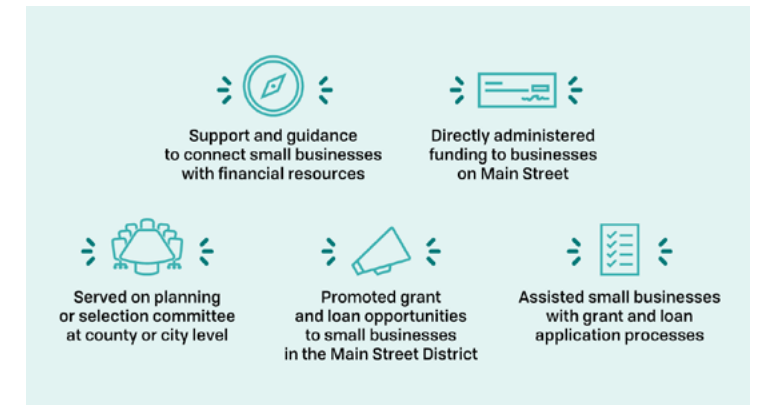 Support and guidance
to connect small businesses
with financial resources
Directly administered
funding to businesses
on Main Street
Served on planning
or selection committee
at county or city level
Promoted grant
and loan opportunities
to small businesses
in the Main Street District
Assisted small businesses
with grant and loan
application processes